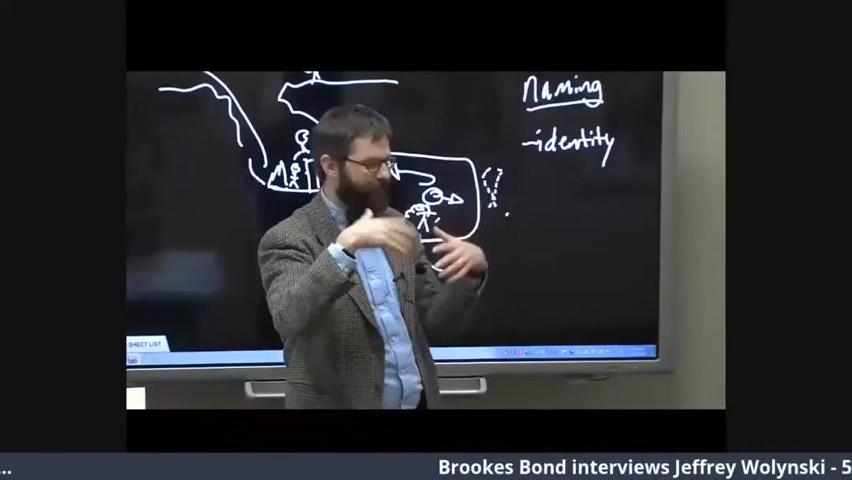 naming
-identity
SHEET LIST
... Brookes Bond interviews Jeffrey Wolynski - 5